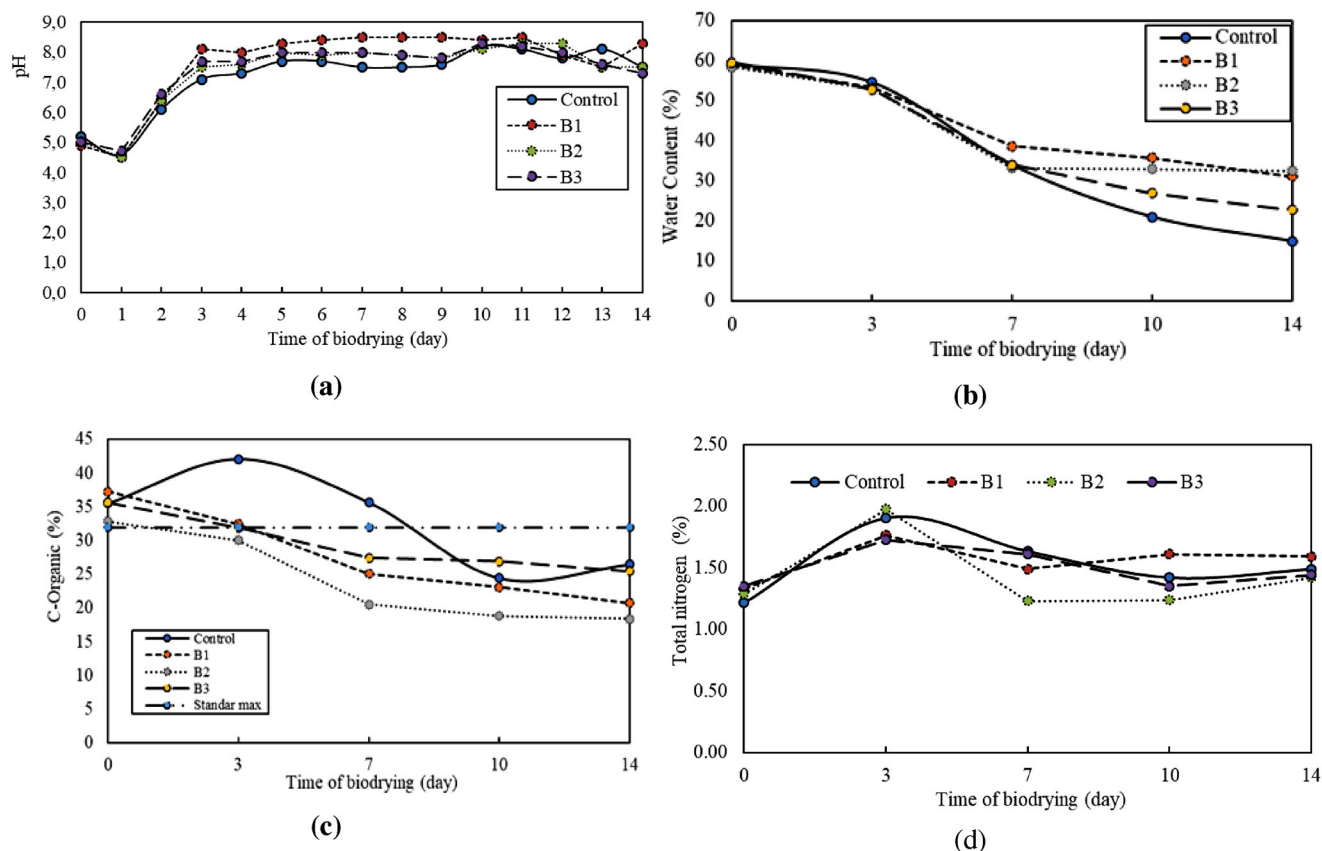 9,0
8,0
7,0
6,0
5,0
4,0
3,0
2,0
1,0
0,0
pH
Control
B1
B2
B3
0 1 2 3 4 5 6 7 8 9 10 11 12 13 14
Time of biodrying (day)
(a)
70
60
50
40
30
20
10
0
Water Content (%)
Control
B1
B2
B3
0 3 7 10 14
Time of biodrying (day)
(b)
45
40
35
30
25
20
15
10
5
0
C-Organic (%)
Control
B1
B2
B3
Standar max
0 3 7 10 14
Time of biodrying (day)
(c)
2.50
2.00
1.50
1.00
0.50
0.00
Total nitrogen (%)
Control B1 B2 B3
0 3 7 10 14
Time of biodrying (day)
(d)